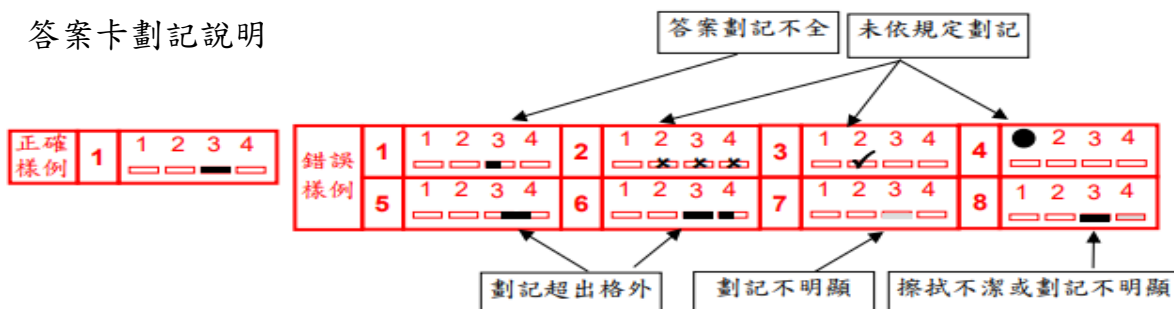 答案卡劃記說明
答案劃記不全
未依規定劃記
正確樣例
1
1 2 3 4
錯誤樣例
1
1 2 3 4
2
1 2 3 4
3
1 2 3 4
4
2 3 4
5
1 2 3 4
6
1 2 3 4
7
1 2 3 4
8
1 2 3 4
劃記超出格外
劃記不明顯
擦拭不潔或劃記不明顯